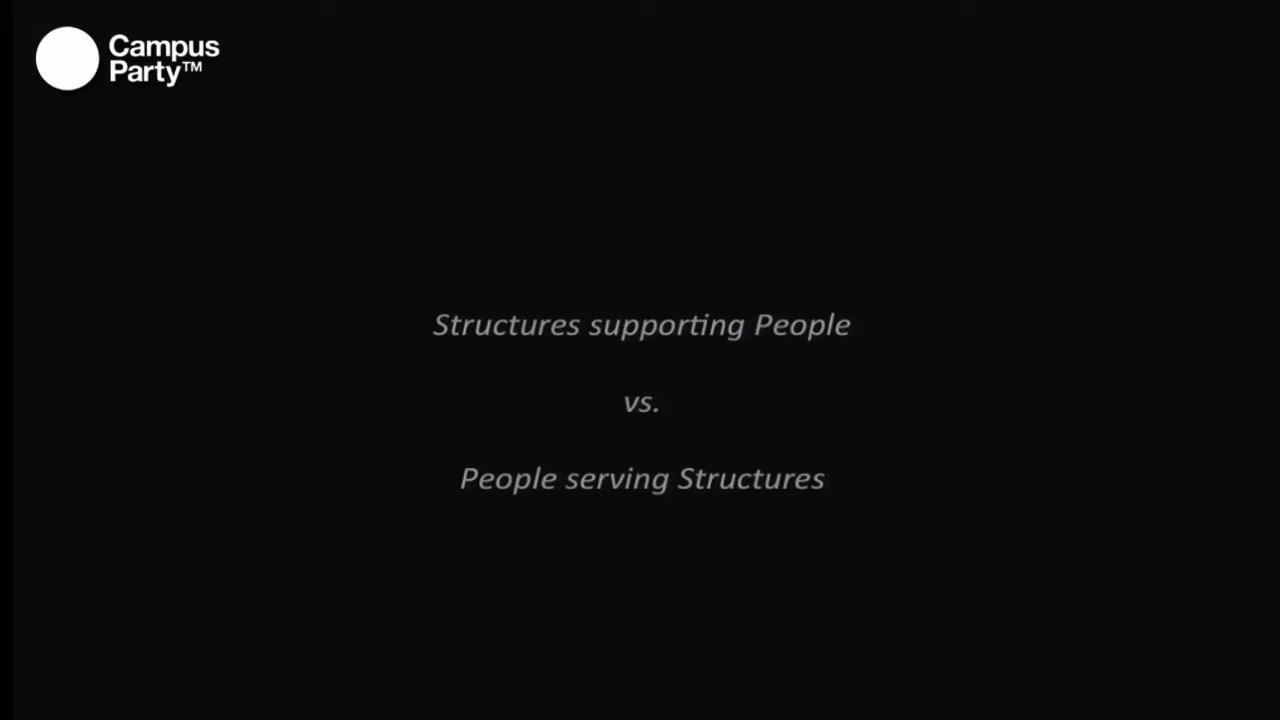 Campus
Party™
Structures supporting People
vs.
People serving Structures